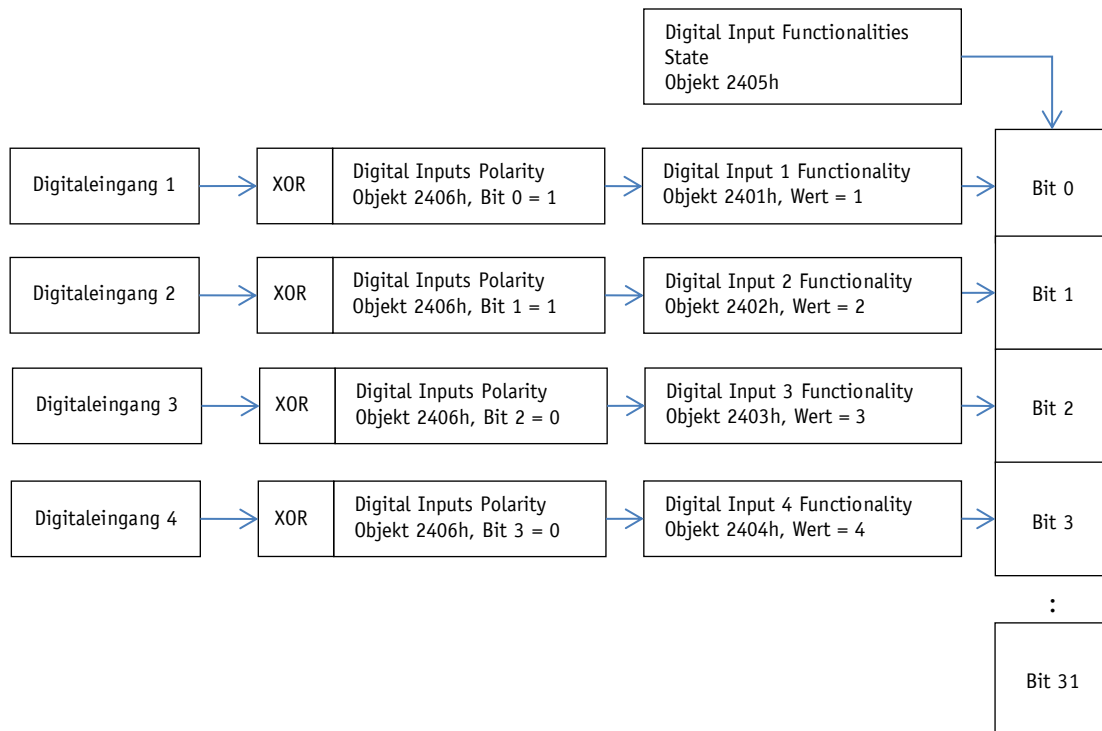 Digital Input Functionalities
State
Objekt 2405h
Digitaleingang 1
XOR
Digital Inputs Polarity
Objekt 2406h, Bit 0 = 1
Digital Input 1 Functionality
Objekt 2401h, Wert = 1
Bit 0
Digitaleingang 2
XOR
Digital Inputs Polarity
Objekt 2406h, Bit 1 = 1
Digital Input 2 Functionality
Objekt 2402h, Wert = 2
Bit 1
Digitaleingang 3
XOR
Digital Inputs Polarity
Objekt 2406h, Bit 2 = 0
Digital Input 3 Functionality
Objekt 2403h, Wert = 3
Bit 2
Digitaleingang 4
XOR
Digital Inputs Polarity
Objekt 2406h, Bit 3 = 0
Digital Input 4 Functionality
Objekt 2404h, Wert = 4
Bit 3
:
Bit 31